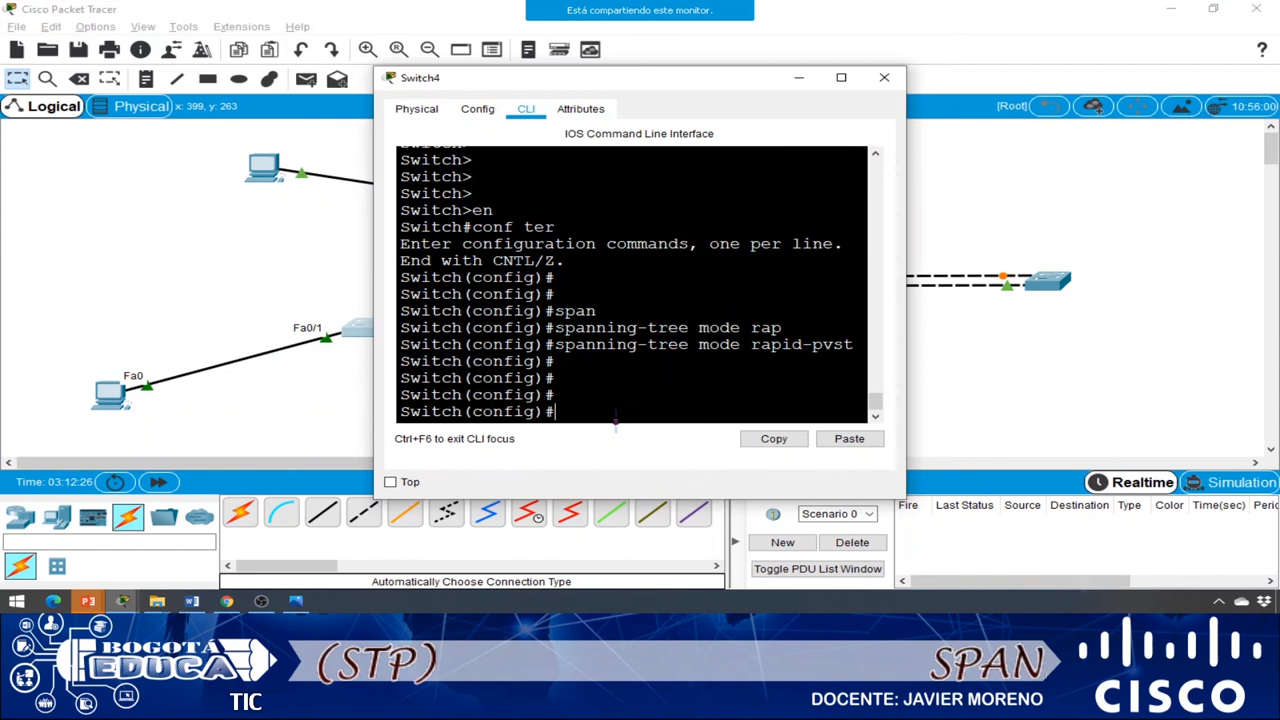 Cisco Packet Tracer
Está compartiendo este monitor.
File Edit Options View Tools Extensions Help
?
Logical Physical x: 399, y: 263
[Root] 10:56:00
Switch4
Physical Config CLI Attributes
IOS Command Line Interface
Switch>
Switch>
Switch>
Switch>
Switch>en
Switch#conf ter
Enter configuration commands, one per line.
End with CNTL/Z.
Switch(config)#
Switch(config)#
Switch(config)#span
Switch(config)#spanning-tree mode rap
Switch(config)#spanning-tree mode rapid-pvst
Switch(config)#
Switch(config)#
Switch(config)#
Switch(config)#
Ctrl+F6 to exit CLI focus
Copy
Paste
Top
Fa0/1
Fa0
Time: 03:12:26
Realtime
Simulation
Scenario 0
New
Delete
Toggle PDU List Window
Fire Last Status Source Destination Type Color Time(sec) Perio
Automatically Choose Connection Type
BOGOTÁ
EDUCA
TIC
(STP)
SPAN
DOCENTE: JAVIER MORENO
CISCO